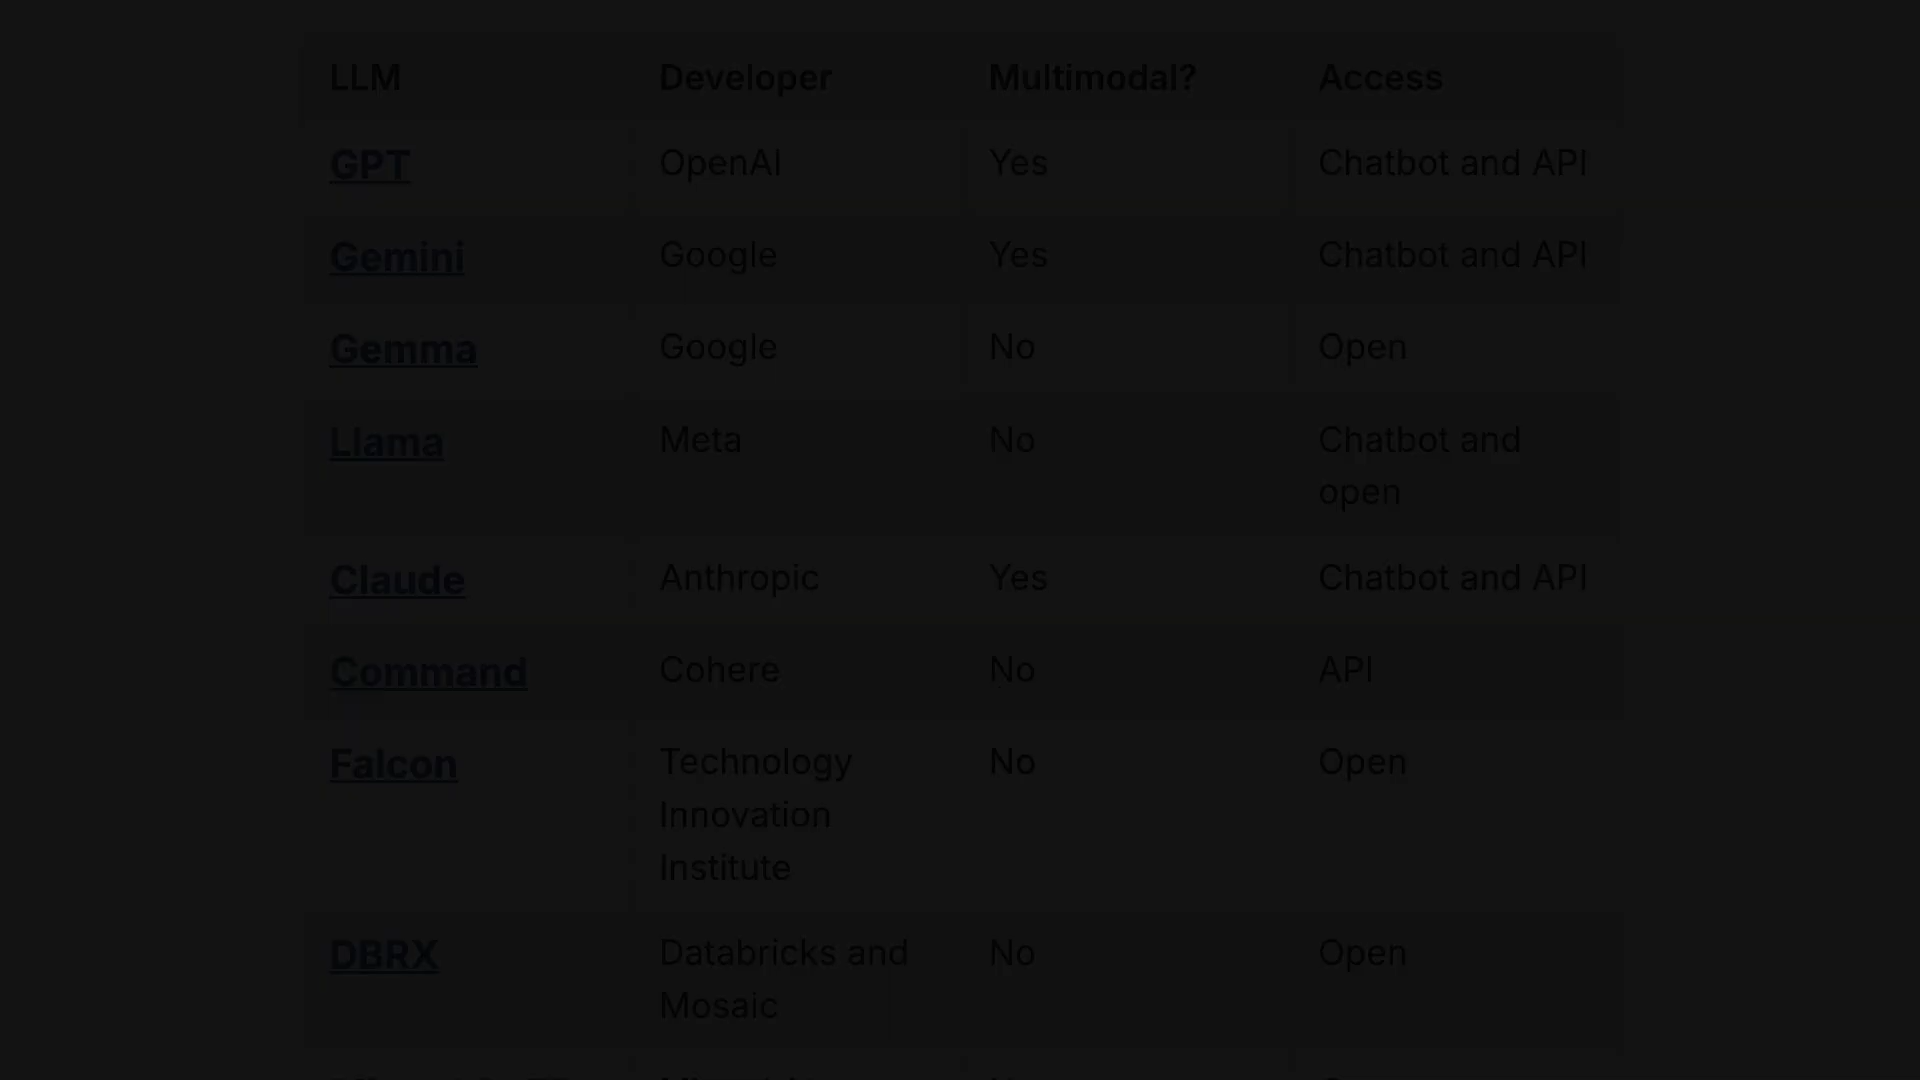 LLM Developer Multimodal? Access
GPT OpenAI Yes Chatbot and API
Gemini Google Yes Chatbot and API
Gemma Google No Open
Llama Meta No Chatbot and
open
Claude Anthropic Yes Chatbot and API
Command Cohere No API
Falcon Technology No Open
Innovation
Institute
DBRX Databricks and No Open
Mosaic